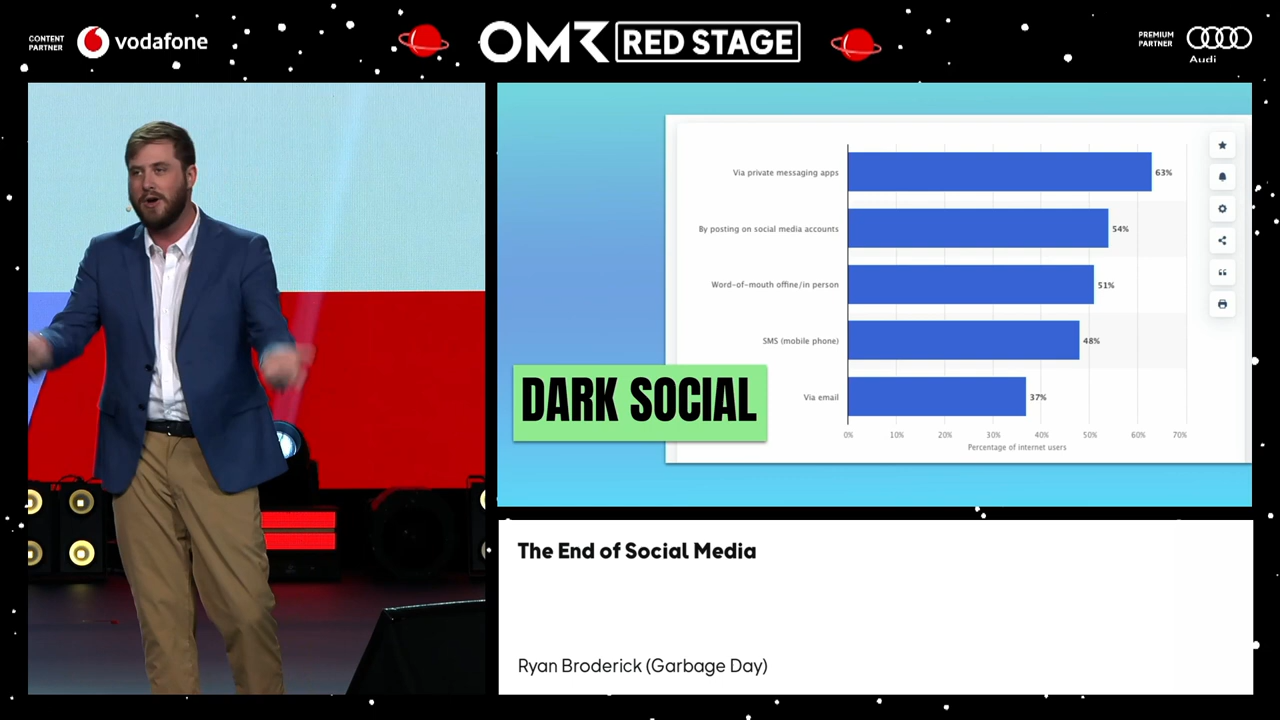 CONTENT
PARTNER
vodafone
OMR RED STAGE
PREMIUM
PARTNER
Audi
Via private messaging apps
63%
By posting on social media accounts
54%
Word-of-mouth offine/in person
51%
SMS (mobile phone)
48%
Via email
37%
0% 10% 20% 30% 40% 50% 60% 70%
Percentage of internet users
DARK SOCIAL
The End of Social Media
Ryan Broderick (Garbage Day)